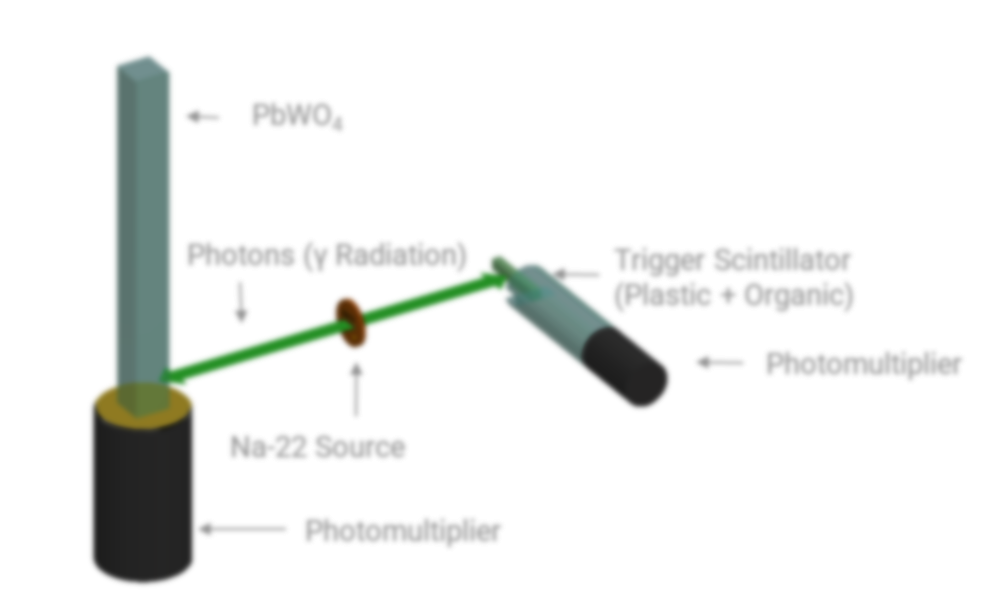 PbWO₄
Photons (γ Radiation)
Trigger Scintillator
(Plastic + Organic)
Photomultiplier
Na-22 Source
Photomultiplier